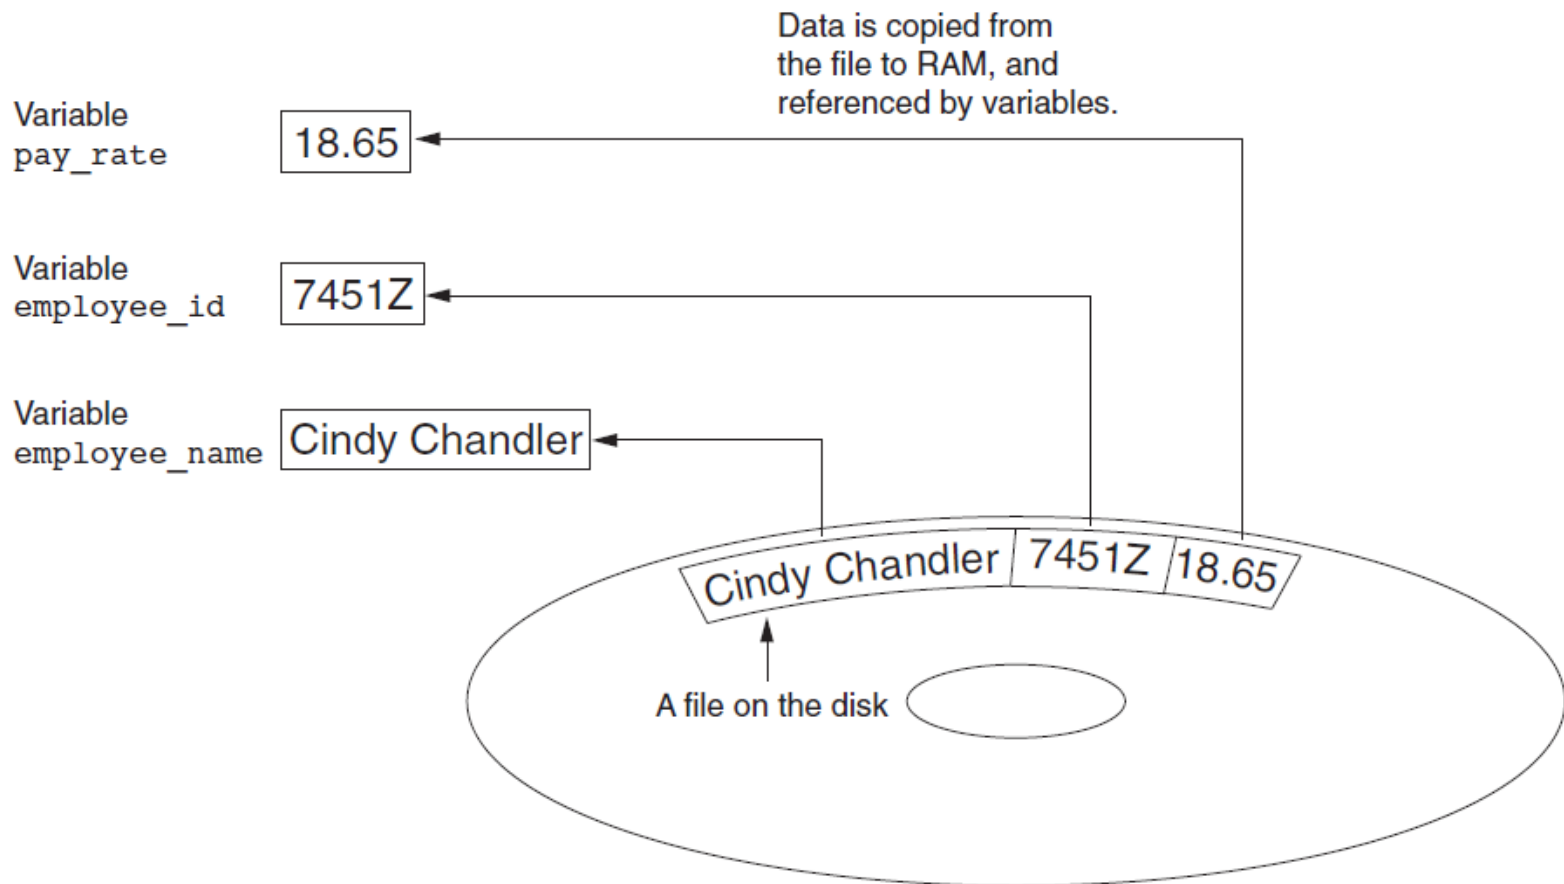 Data is copied from
the file to RAM, and
referenced by variables.
Variable
pay_rate
18.65
Variable
employee_id
7451Z
Variable
employee_name
Cindy Chandler
Cindy Chandler 7451Z 18.65
A file on the disk